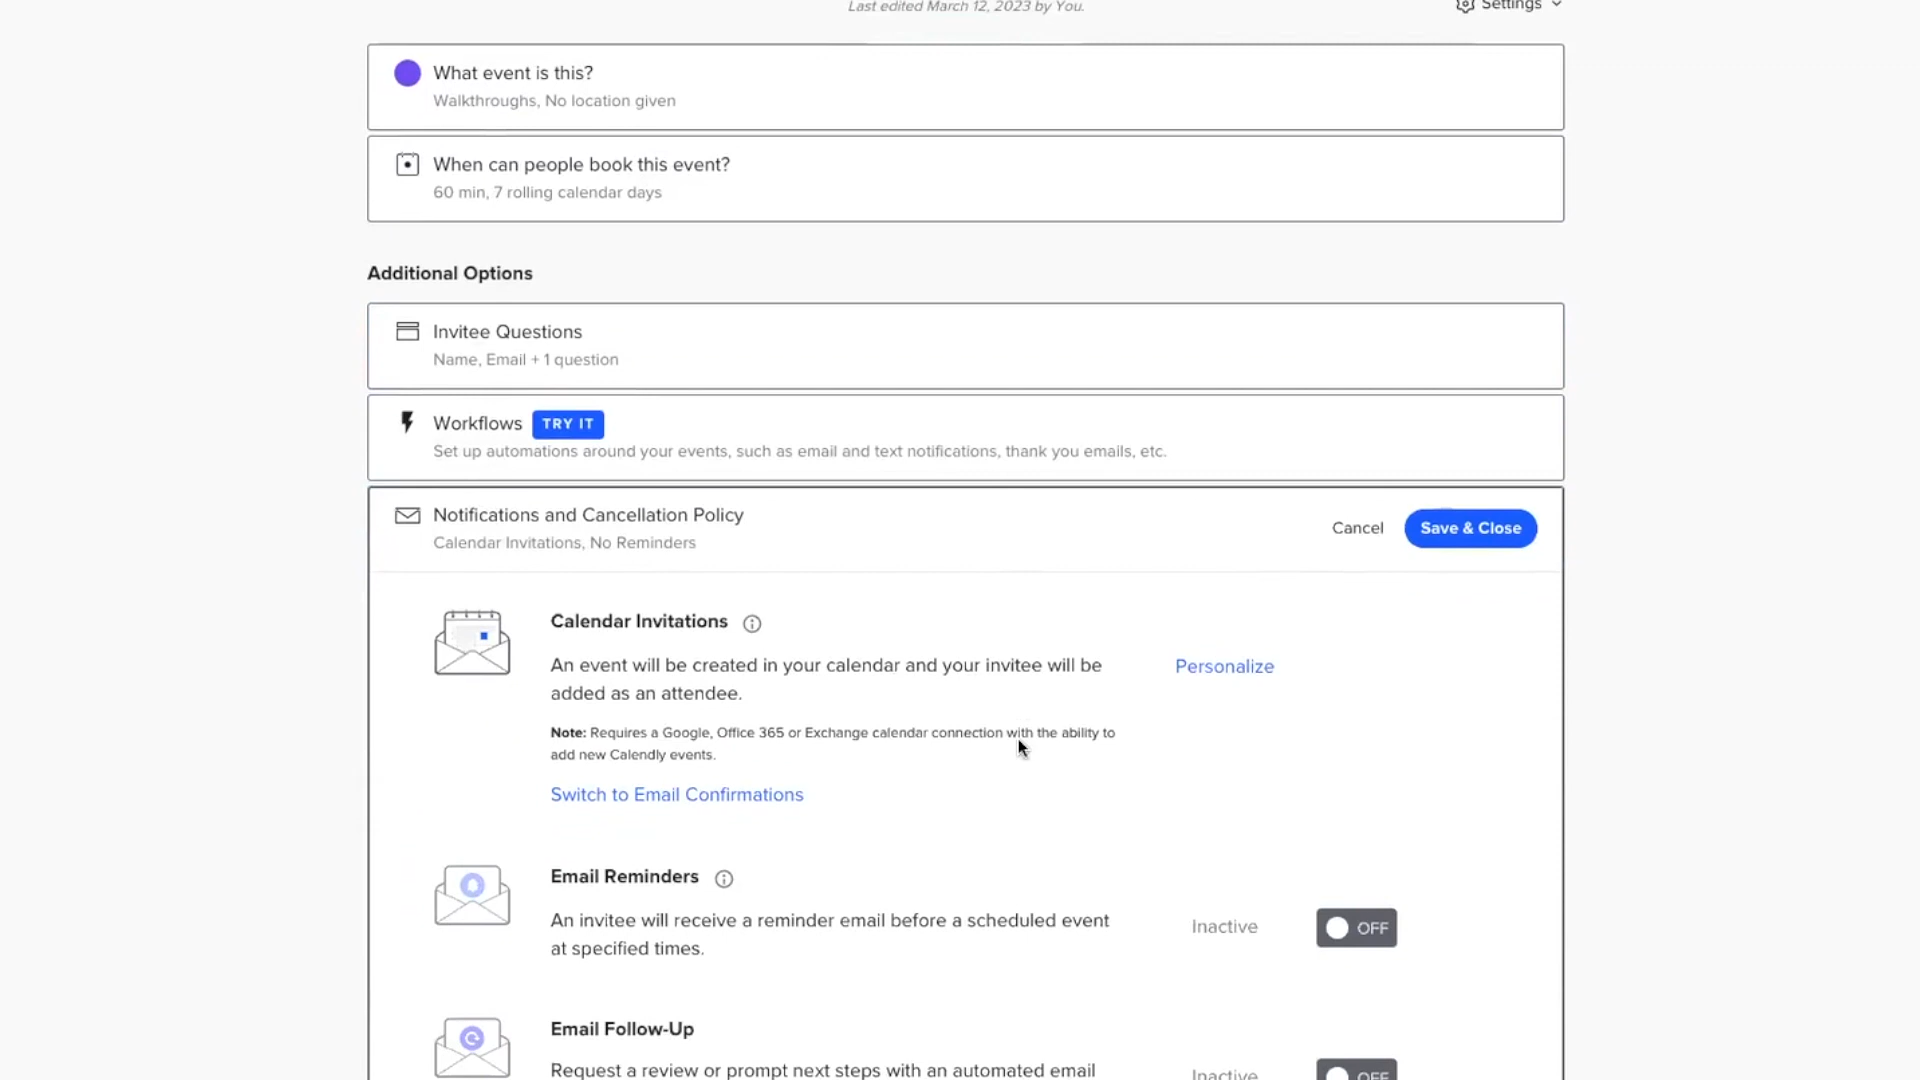 Last edited March 12, 2023 by You.
Settings
What event is this?
Walkthroughs, No location given
When can people book this event?
60 min, 7 rolling calendar days
Additional Options
Invitee Questions
Name, Email + 1 question
Workflows TRY IT
Set up automations around your events, such as email and text notifications, thank you emails, etc.
Notifications and Cancellation Policy
Calendar Invitations, No Reminders
Cancel
Save & Close
Calendar Invitations
An event will be created in your calendar and your invitee will be
added as an attendee.
Personalize
Note: Requires a Google, Office 365 or Exchange calendar connection with the ability to
add new Calendly events.
Switch to Email Confirmations
Email Reminders
An invitee will receive a reminder email before a scheduled event
at specified times.
Inactive
OFF
Email Follow-Up
Request a review or prompt next steps with an automated email
Inactive
OFF